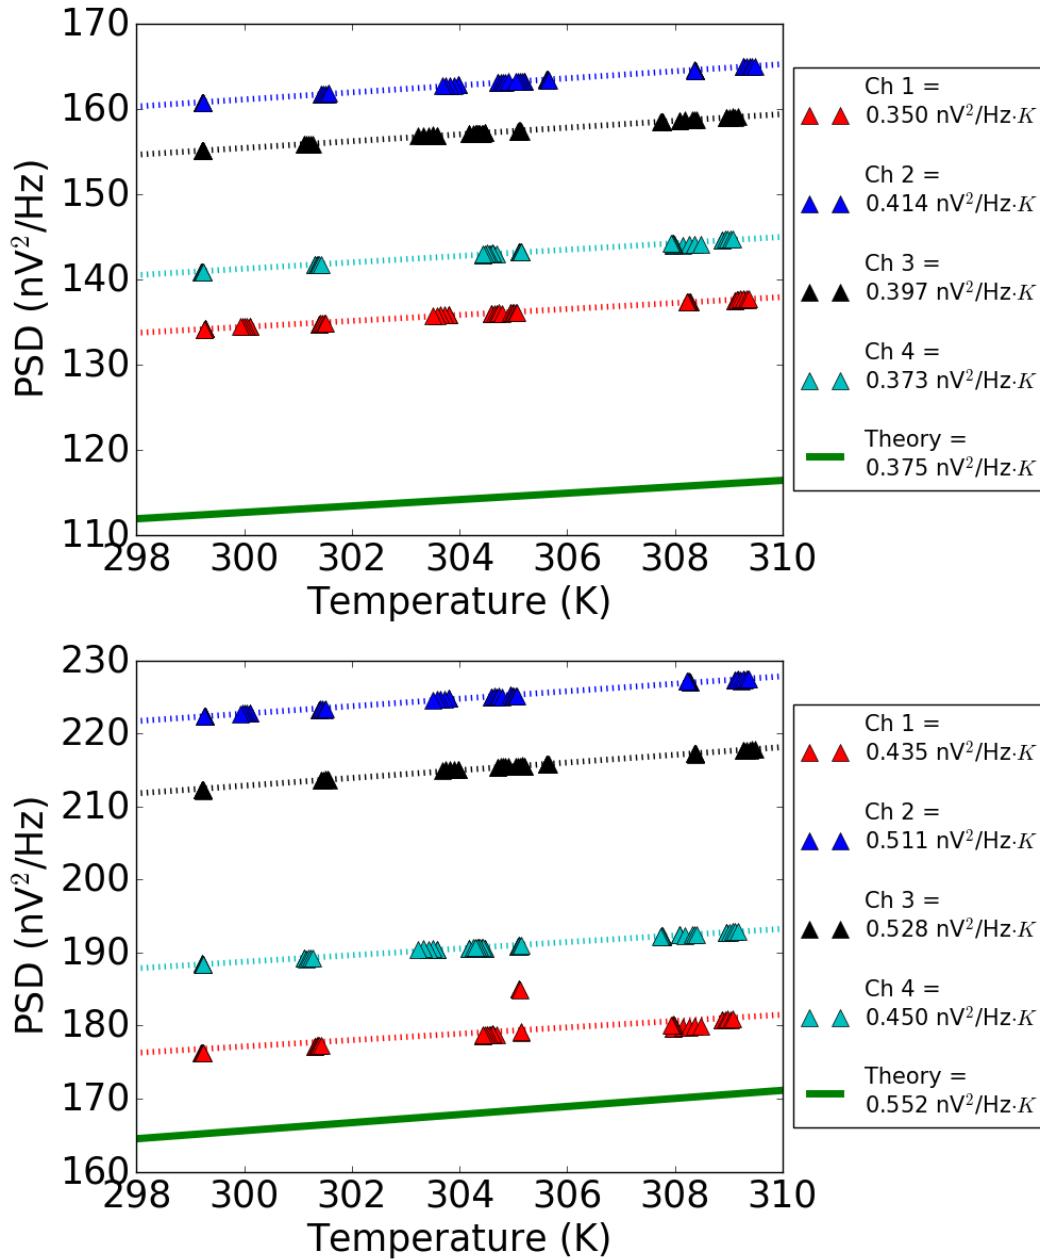 170
160
150
140
130
120
110
PSD (nV²/Hz)
298 300 302 304 306 308 310
Temperature (K)
Ch 1 =
0.350 nV²/Hz·K
Ch 2 =
0.414 nV²/Hz·K
Ch 3 =
0.397 nV²/Hz·K
Ch 4 =
0.373 nV²/Hz·K
Theory =
0.375 nV²/Hz·K
230
220
210
200
190
180
170
160
PSD (nV²/Hz)
298 300 302 304 306 308 310
Temperature (K)
Ch 1 =
0.435 nV²/Hz·K
Ch 2 =
0.511 nV²/Hz·K
Ch 3 =
0.528 nV²/Hz·K
Ch 4 =
0.450 nV²/Hz·K
Theory =
0.552 nV²/Hz·K